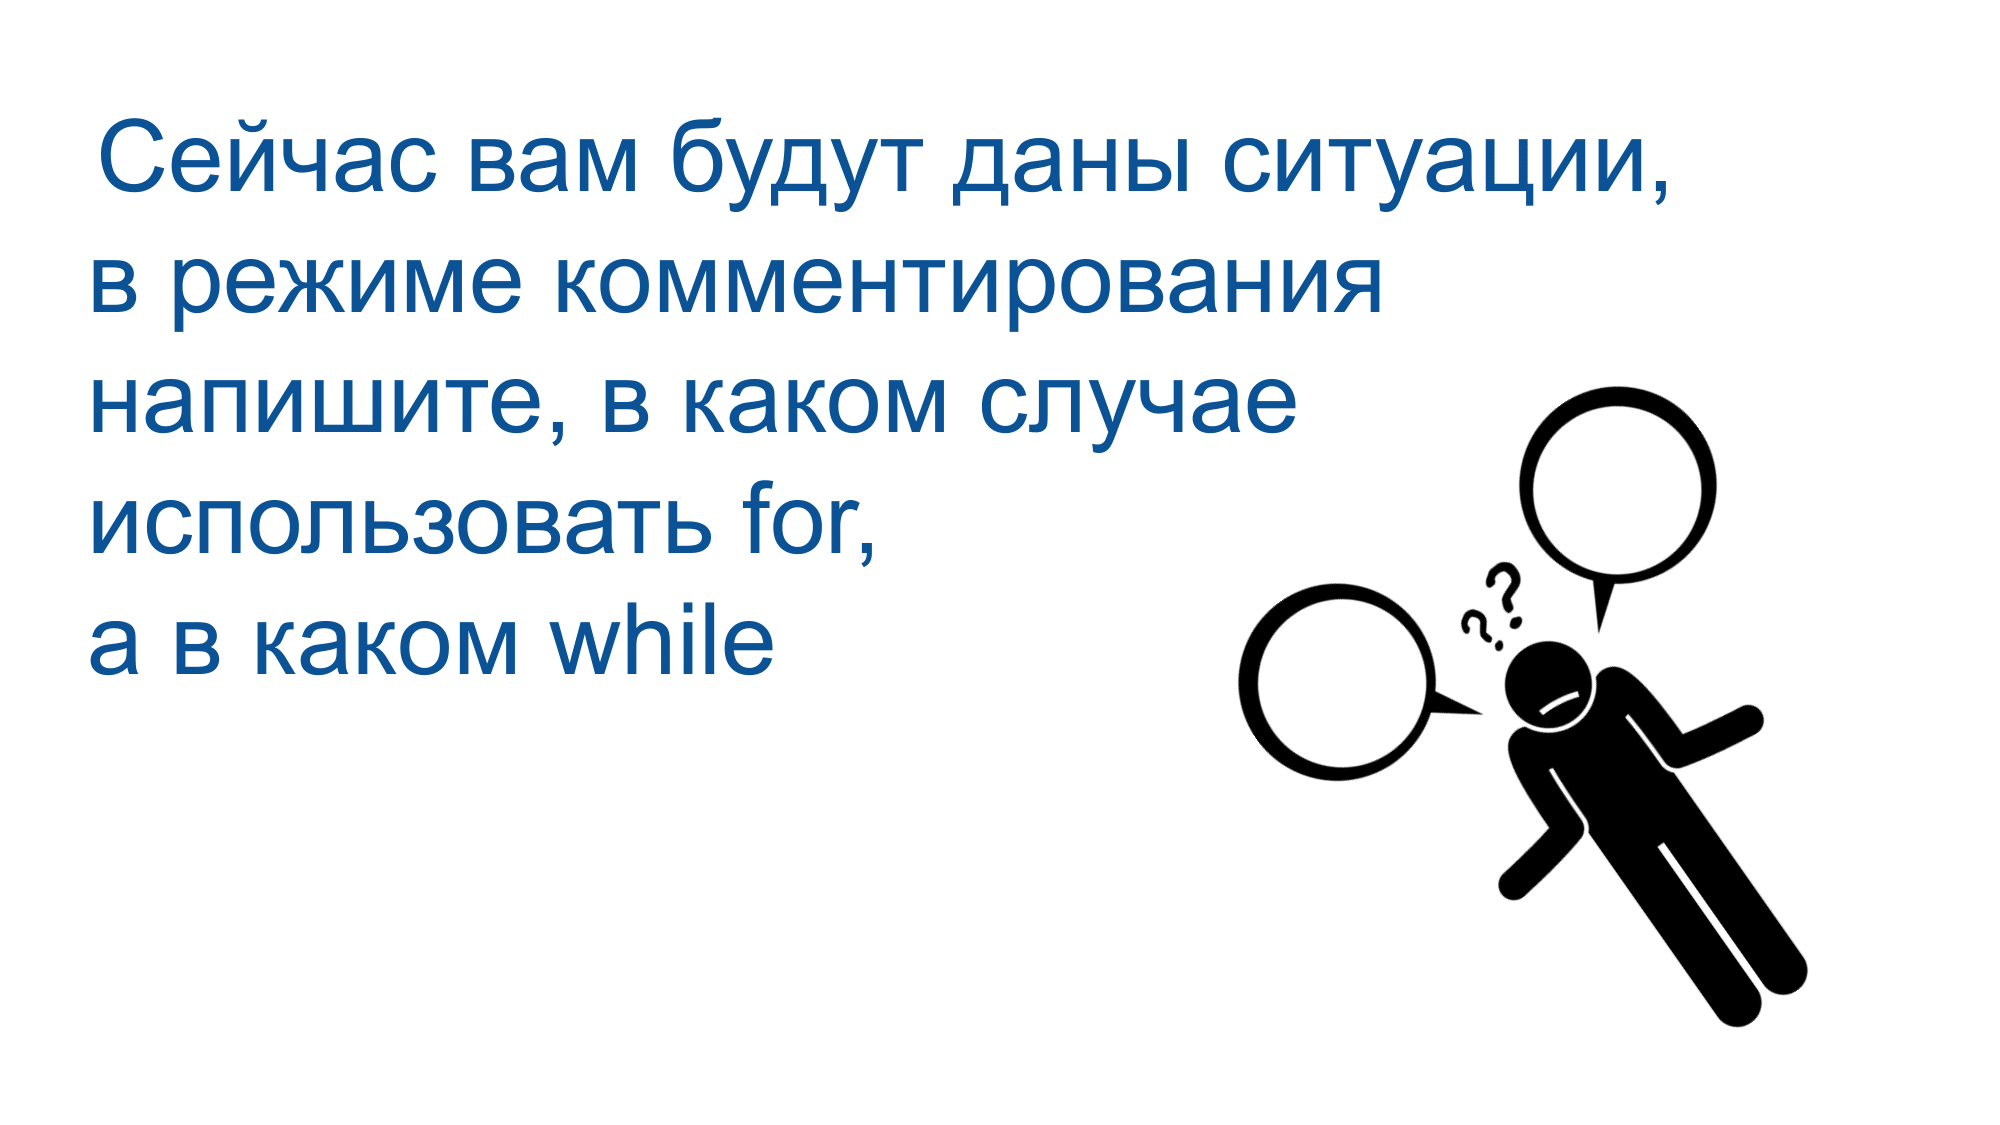 Сейчас вам будут даны ситуации,
в режиме комментирования
напишите, в каком случае
использовать for,
а в каком while
??